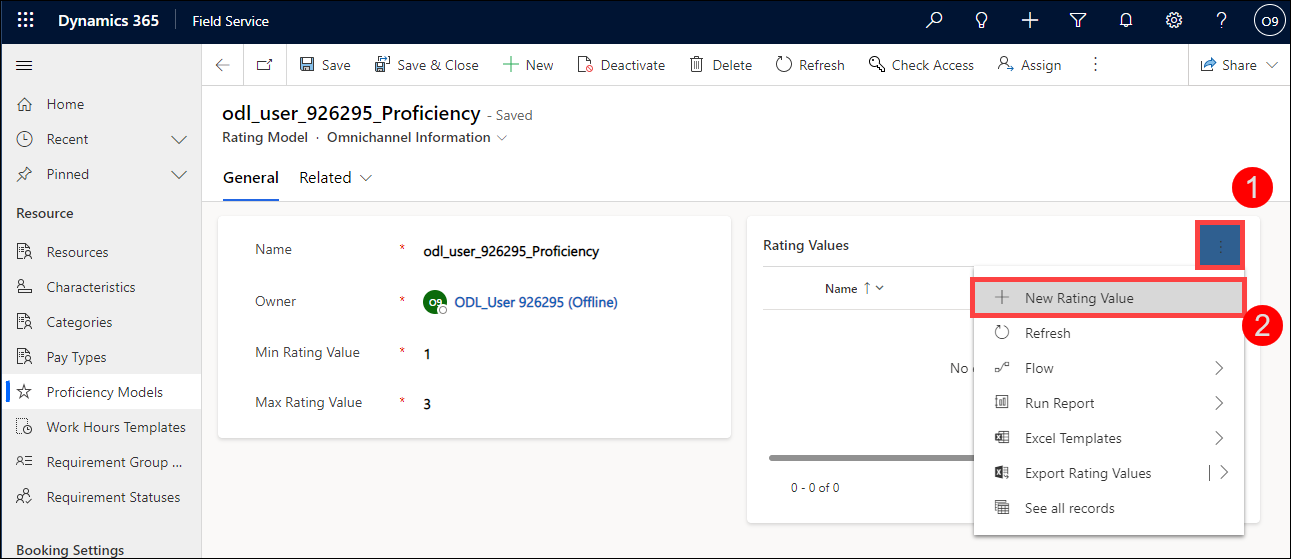 Dynamics 365 Field Service O9
Save Save & Close New Deactivate Delete Refresh Check Access Assign Share
Home
Recent
Pinned
Resource
Resources
Characteristics
Categories
Pay Types
Proficiency Models
Work Hours Templates
Requirement Group ...
Requirement Statuses
Booking Settings
odl_user_926295_Proficiency - Saved
Rating Model · Omnichannel Information
General Related
Name * odl_user_926295_Proficiency
Owner * O9 ODL_User 926295 (Offline)
Min Rating Value * 1
Max Rating Value * 3
1
Rating Values
Name ↑
No
0 - 0 of 0
New Rating Value
2
Refresh
Flow
Run Report
Excel Templates
Export Rating Values
See all records